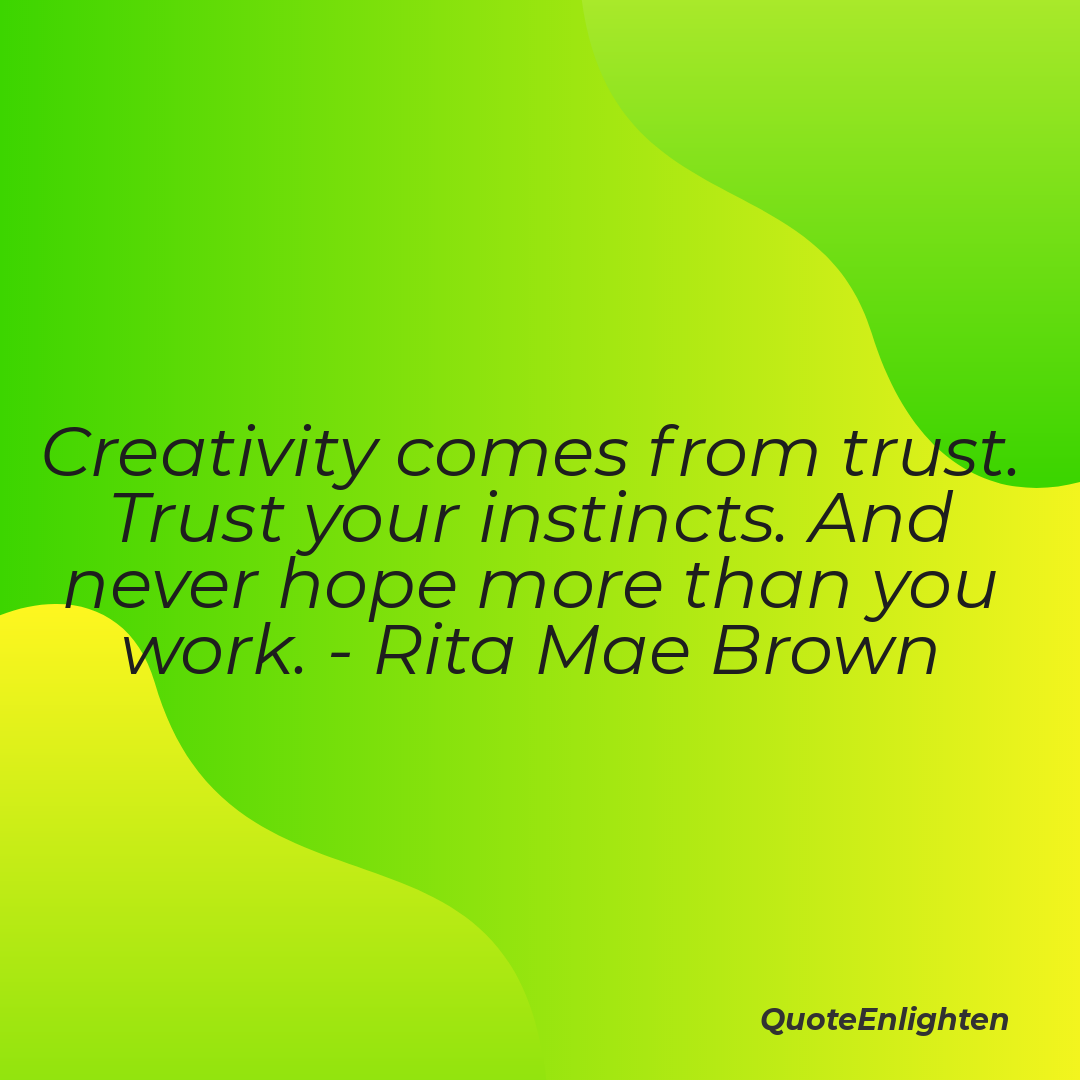 Creativity comes from trust.
Trust your instincts. And
never hope more than you
work. - Rita Mae Brown
QuoteEnlighten